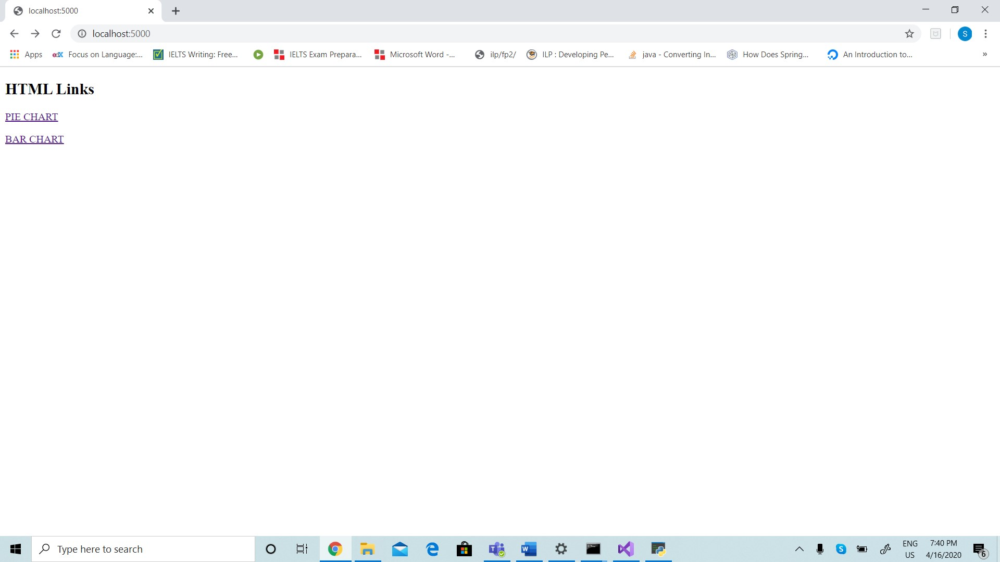 localhost:5000
localhost:5000
Apps
edX
Focus on Language:...
IELTS Writing: Free...
IELTS Exam Prepara...
Microsoft Word -...
ilp/fp2/
ILP : Developing Pe...
java - Converting In...
How Does Spring...
An Introduction to...
»
S
HTML Links
PIE CHART
BAR CHART
Type here to search
T
W
S
ENG
US
7:40 PM
4/16/2020
6